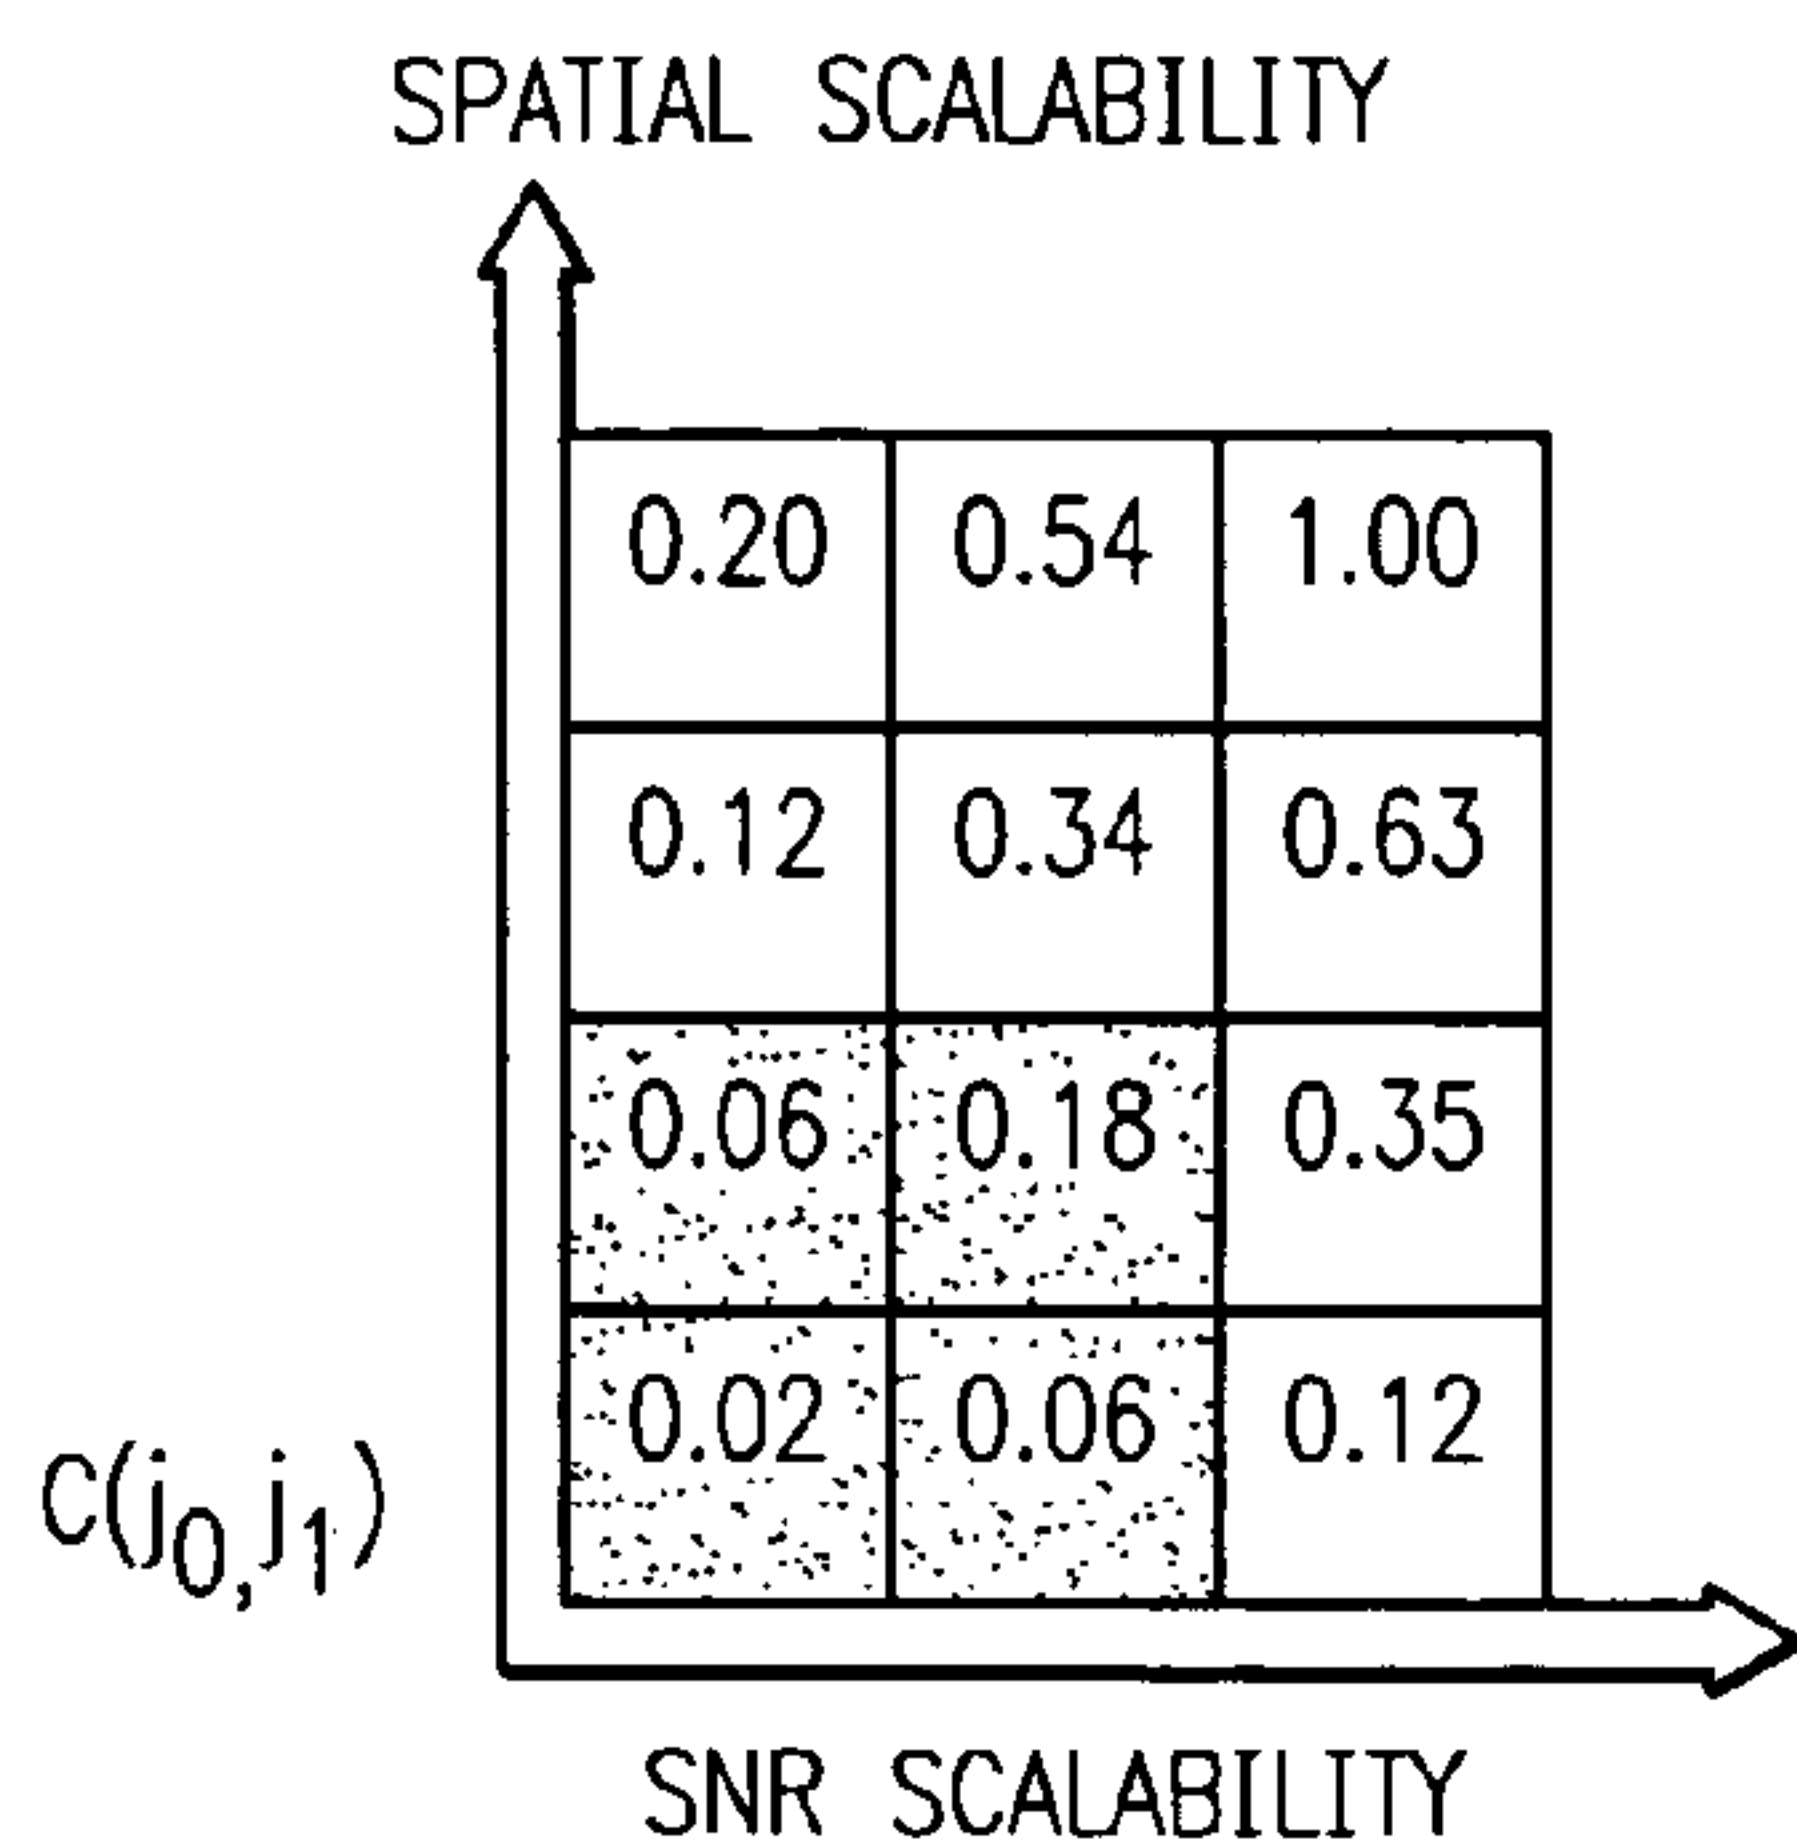 SPATIAL SCALABILITY
0.20 0.54 1.00
0.12 0.34 0.63
0.06 0.18 0.35
0.02 0.06 0.12
C(j0,j1)
SNR SCALABILITY